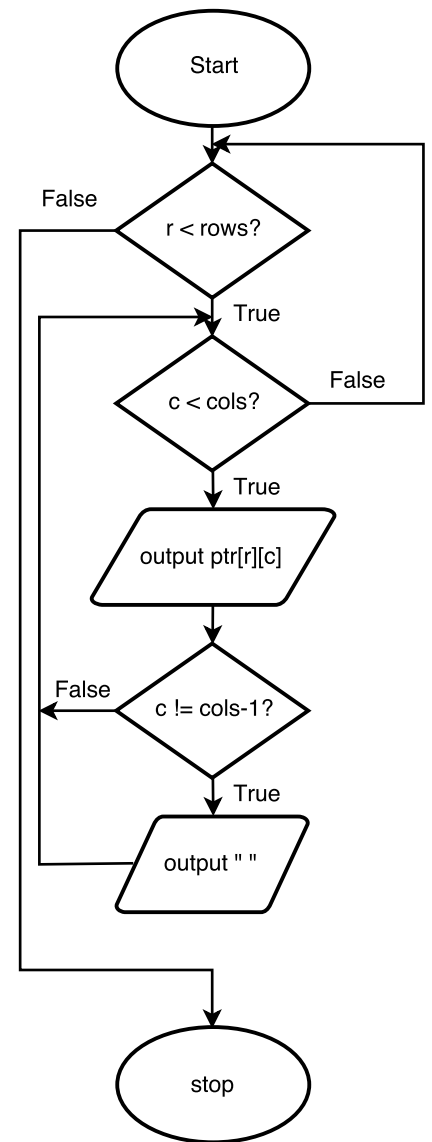 Start
False
r < rows?
True
c < cols?
False
True
output ptr[r][c]
False
c != cols-1?
True
output " "
stop